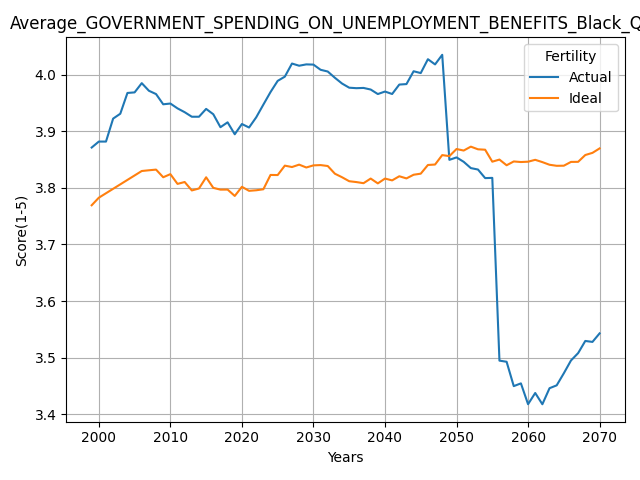 Average_GOVERNMENT_SPENDING_ON_UNEMPLOYMENT_BENEFITS_Black_Q
Fertility
Actual
Ideal
Score(1-5)
4.0
3.9
3.8
3.7
3.6
3.5
3.4
2000 2010 2020 2030 2040 2050 2060 2070
Years